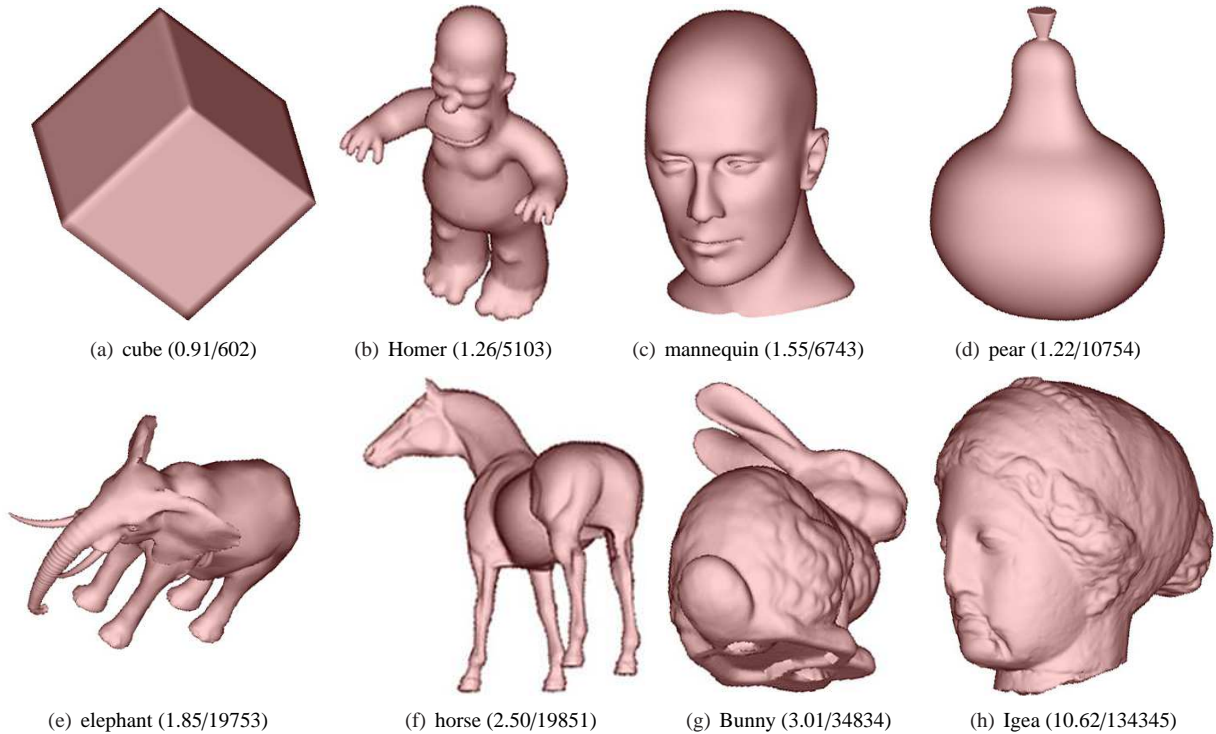 (a) cube (0.91/602)
(b) Homer (1.26/5103)
(c) mannequin (1.55/6743)
(d) pear (1.22/10754)
(e) elephant (1.85/19753)
(f) horse (2.50/19851)
(g) Bunny (3.01/34834)
(h) Igea (10.62/134345)